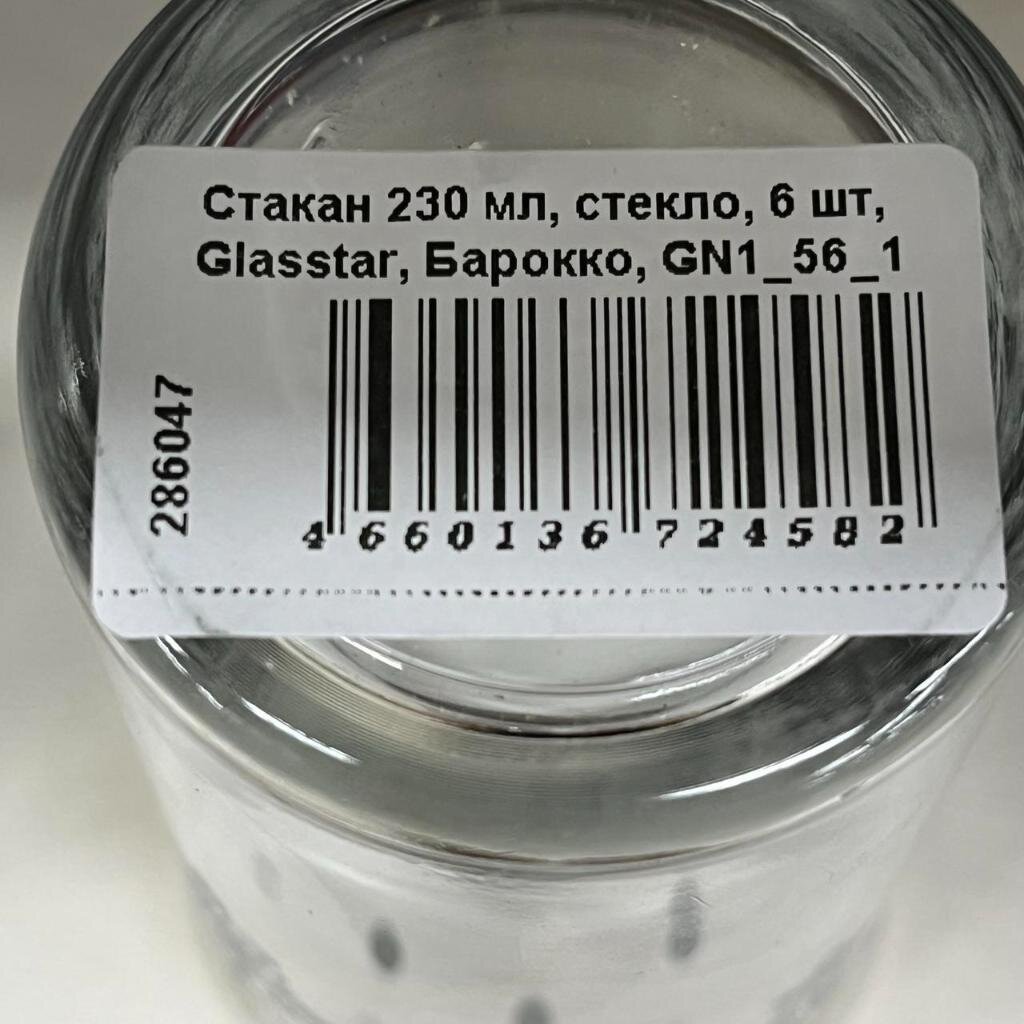 Стакан 230 мл, стекло, 6 шт,
Glasstar, Барокко, GN1_56_1
286047
4 660136 724582